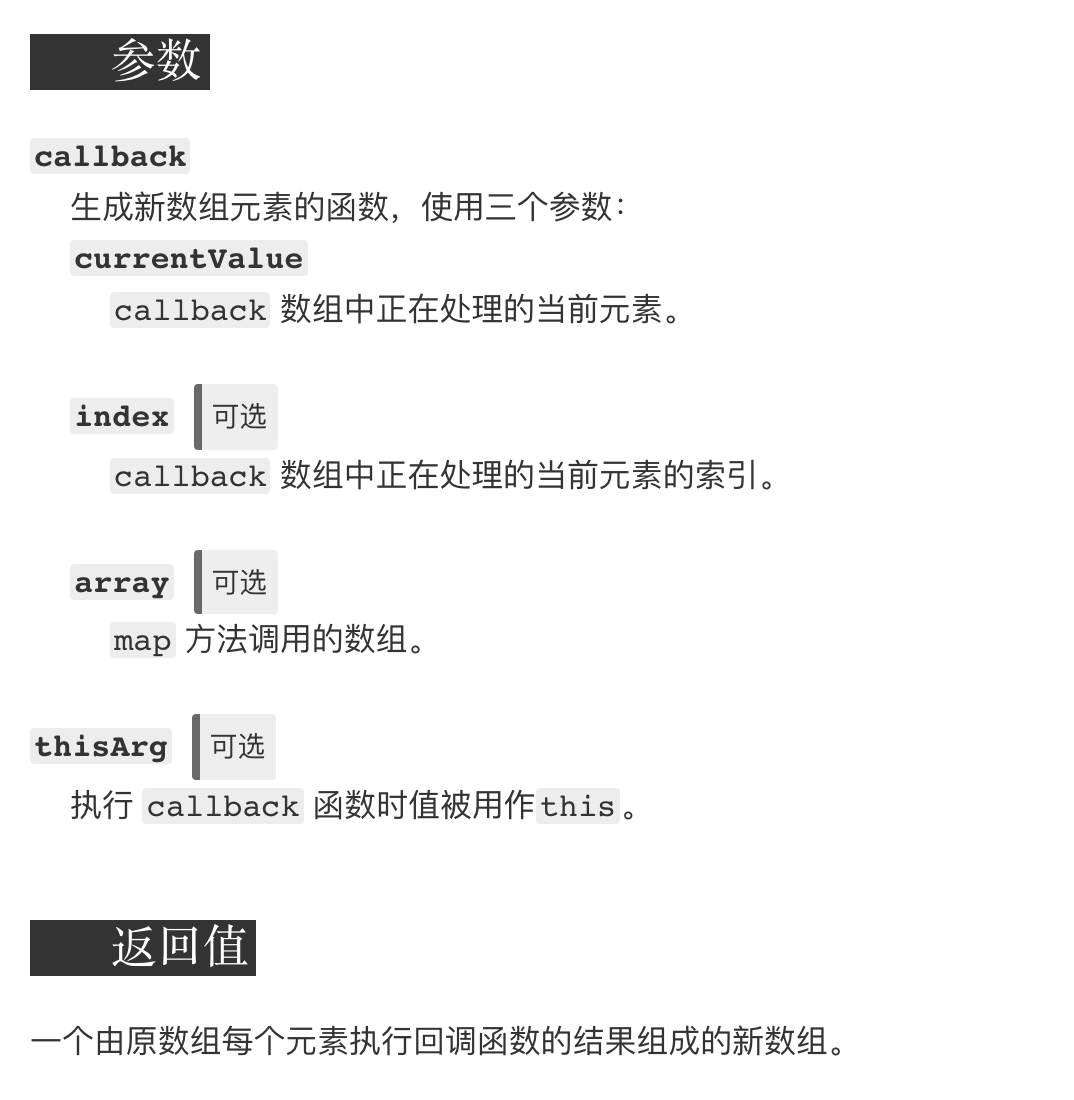 参数
callback
生成新数组元素的函数，使用三个参数：
currentValue
callback 数组中正在处理的当前元素。
index 可选
callback 数组中正在处理的当前元素的索引。
array 可选
map 方法调用的数组。
thisArg 可选
执行 callback 函数时值被用作this。
返回值
一个由原数组每个元素执行回调函数的结果组成的新数组。